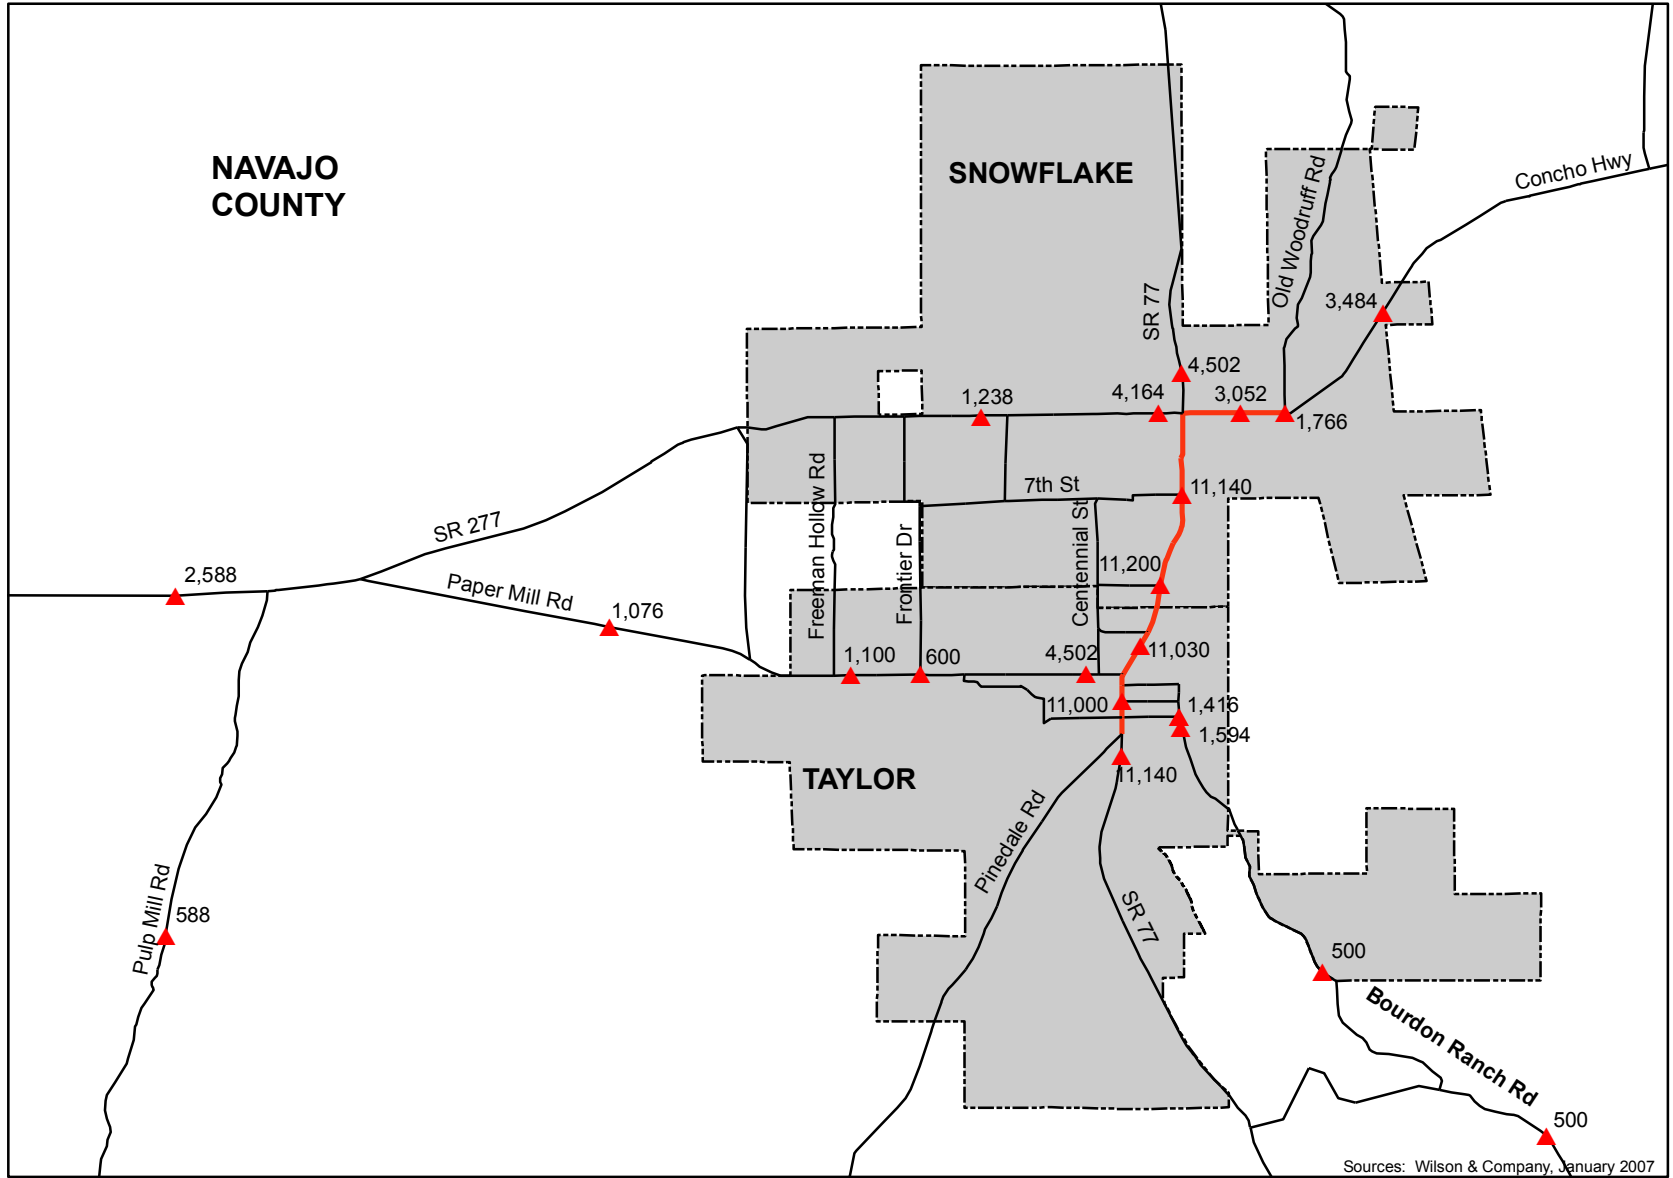 NAVAJO
COUNTY
SNOWFLAKE
Concho Hwy
Old Woodruff Rd
SR 77
3,484
4,502
1,238
4,164
3,052
1,766
Freeman Hollow Rd
7th St
11,140
SR 277
Frontier Dr
Centennial St
11,200
2,588
Paper Mill Rd
1,076
1,100
600
4,502
11,030
11,000
1,416
1,594
TAYLOR
11,140
Pinedale Rd
SR 77
Pulp Mill Rd
588
500
Bourdon Ranch Rd
500
Sources: Wilson & Company, January 2007